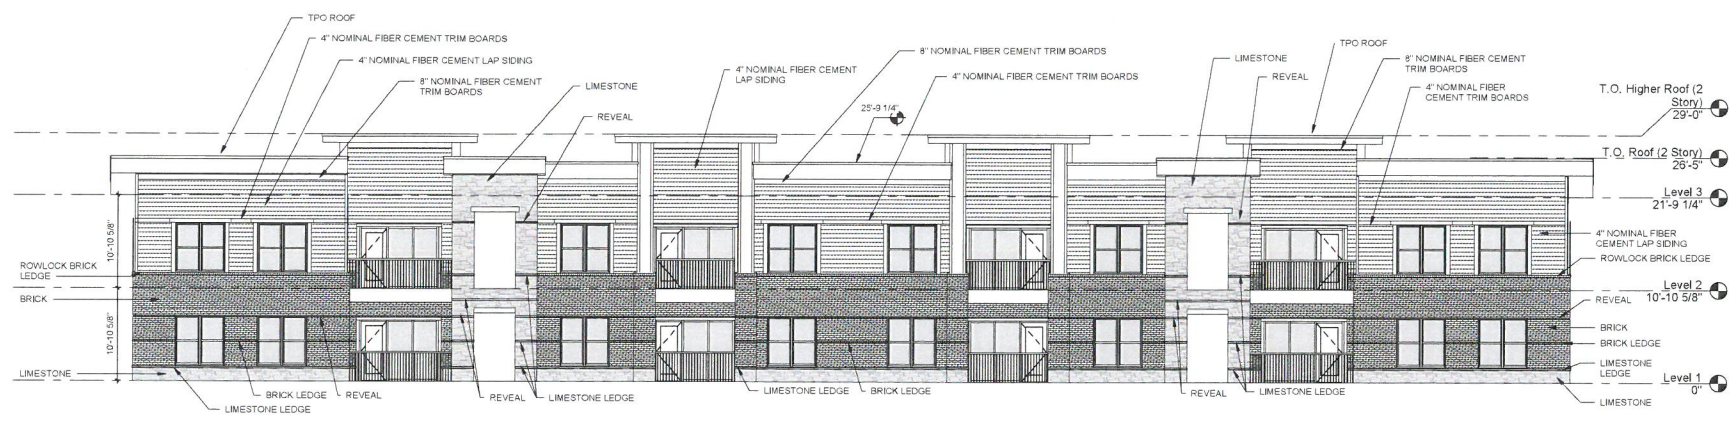 TPO ROOF
4" NOMINAL FIBER CEMENT TRIM BOARDS
4" NOMINAL FIBER CEMENT LAP SIDING
8" NOMINAL FIBER CEMENT
TRIM BOARDS
LIMESTONE
REVEAL
4" NOMINAL FIBER CEMENT
LAP SIDING
8" NOMINAL FIBER CEMENT TRIM BOARDS
4" NOMINAL FIBER CEMENT TRIM BOARDS
25'-9 1/4"
LIMESTONE
REVEAL
TPO ROOF
8" NOMINAL FIBER CEMENT
TRIM BOARDS
4" NOMINAL FIBER
CEMENT TRIM BOARDS
T.O. Higher Roof (2
Story)
29'-0"
T.O. Roof (2 Story)
26'-5"
Level 3
21'-9 1/4"
4" NOMINAL FIBER
CEMENT LAP SIDING
ROWLOCK BRICK LEDGE
Level 2
10'-10 5/8"
REVEAL
BRICK
BRICK LEDGE
LIMESTONE
LEDGE
Level 1
0"
LIMESTONE
10'-10 5/8"
10'-10 5/8"
ROWLOCK BRICK
LEDGE
BRICK
LIMESTONE
BRICK LEDGE
REVEAL
LIMESTONE LEDGE
REVEAL
LIMESTONE LEDGE
LIMESTONE LEDGE
BRICK LEDGE
REVEAL
LIMESTONE LEDGE